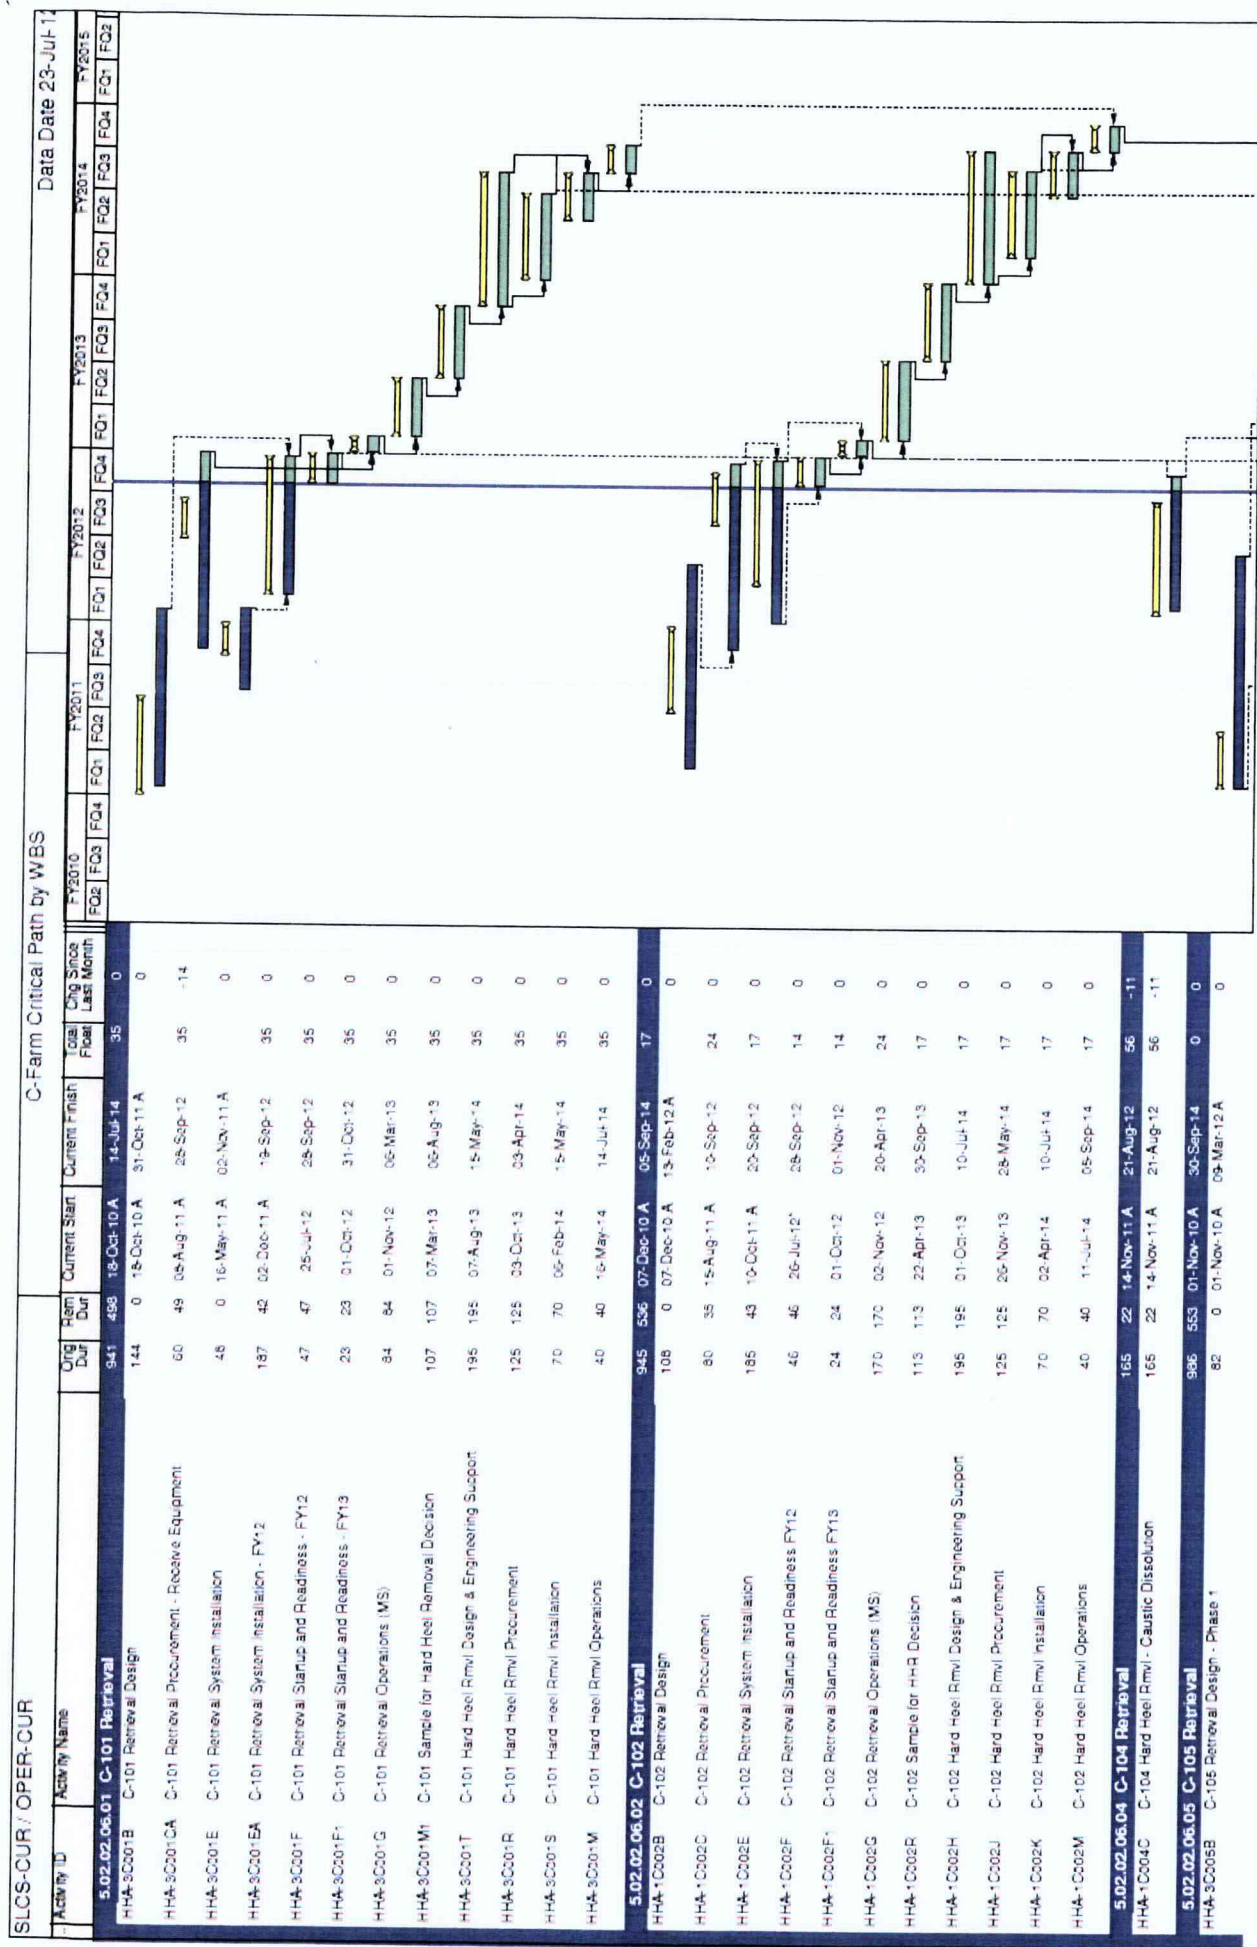 SLCS-CUR / OPER-CUR C-Farm Critical Path by WBS Data Date 23-Jul-12
Activity ID Activity Name Orig Dur Rem Dur Current Start Current Finish Total Float Chg Since Last Month FY2010 FY2011 FY2012 FY2013 FY2014 FY2015
FQ2 FQ3 FQ4 FQ1 FQ2 FQ3 FQ4 FQ1 FQ2 FQ3 FQ4 FQ1 FQ2 FQ3 FQ4 FQ1 FQ2 FQ3 FQ4 FQ1 FQ2
5.02.02.06.01 C-101 Retrieval 941 498 18-Oct-10 A 14-Jul-14 35 0
HHA-3C001B C-101 Retrieval Design 144 0 18-Oct-10 A 31-Oct-11 A 0
HHA-3C001CA C-101 Retrieval Procurement - Receive Equipment 60 49 08-Aug-11 A 28-Sep-12 35 -14
HHA-3C001E C-101 Retrieval System Installation 48 0 16-May-11 A 02-Nov-11 A 0
HHA-3C001EA C-101 Retrieval System Installation - FY12 187 42 02-Dec-11 A 19-Sep-12 35 0
HHA-3C001F C-101 Retrieval Startup and Readiness - FY12 47 47 25-Jul-12 28-Sep-12 35 0
HHA-3C001F1 C-101 Retrieval Startup and Readiness - FY13 23 23 01-Oct-12 31-Oct-12 35 0
HHA-3C001G C-101 Retrieval Operations (MS) 84 84 01-Nov-12 06-Mar-13 35 0
HHA-3C001M1 C-101 Sample for Hard Heel Removal Decision 107 107 07-Mar-13 06-Aug-13 35 0
HHA-3C001T C-101 Hard Heel Rmvl Design & Engineering Support 195 195 07-Aug-13 15-May-14 35 0
HHA-3C001R C-101 Hard Heel Rmvl Procurement 125 125 03-Oct-13 03-Apr-14 35 0
HHA-3C001S C-101 Hard Heel Rmvl Installation 70 70 06-Feb-14 15-May-14 35 0
HHA-3C001M C-101 Hard Heel Rmvl Operations 40 40 16-May-14 14-Jul-14 35 0
5.02.02.06.02 C-102 Retrieval 945 536 07-Dec-10 A 05-Sep-14 17 0
HHA-1C002B C-102 Retrieval Design 108 0 07-Dec-10 A 13-Feb-12 A 0
HHA-1C002C C-102 Retrieval Procurement 80 35 15-Aug-11 A 10-Sep-12 24 0
HHA-1C002E C-102 Retrieval System Installation 185 43 10-Oct-11 A 20-Sep-12 17 0
HHA-1C002F C-102 Retrieval Startup and Readiness FY12 46 46 26-Jul-12* 28-Sep-12 14 0
HHA-1C002F1 C-102 Retrieval Startup and Readiness FY13 24 24 01-Oct-12 01-Nov-12 14 0
HHA-1C002G C-102 Retrieval Operations (MS) 170 170 02-Nov-12 20-Apr-13 24 0
HHA-1C002R C-102 Sample for HHR Decision 113 113 22-Apr-13 30-Sep-13 17 0
HHA-1C002H C-102 Hard Heel Rmvl Design & Engineering Support 195 195 01-Oct-13 10-Jul-14 17 0
HHA-1C002J C-102 Hard Heel Rmvl Procurement 125 125 26-Nov-13 28-May-14 17 0
HHA-1C002K C-102 Hard Heel Rmvl Installation 70 70 02-Apr-14 10-Jul-14 17 0
HHA-1C002M C-102 Hard Heel Rmvl Operations 40 40 11-Jul-14 05-Sep-14 17 0
5.02.02.06.04 C-104 Retrieval 165 22 14-Nov-11 A 21-Aug-12 56 -11
HHA-1C004C C-104 Hard Heel Rmvl - Caustic Dissolution 165 22 14-Nov-11 A 21-Aug-12 56 -11
5.02.02.06.05 C-105 Retrieval 986 553 01-Nov-10 A 30-Sep-14 0 0
HHA-3C005B C-105 Retrieval Design - Phase 1 82 0 01-Nov-10 A 09-Mar-12 A 0